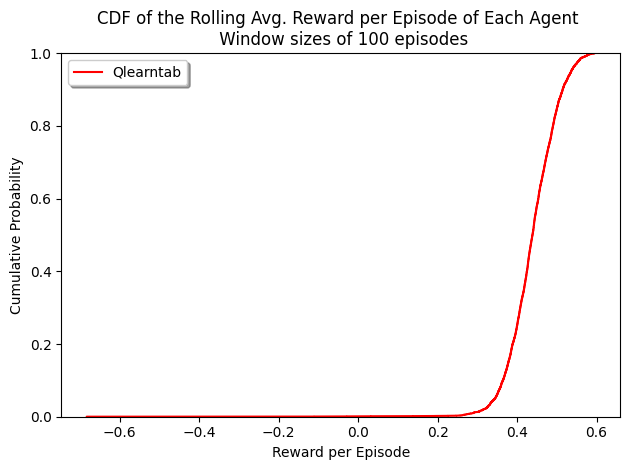 CDF of the Rolling Avg. Reward per Episode of Each Agent
Window sizes of 100 episodes
Qlearntab
1.0
0.8
0.6
0.4
0.2
0.0
Cumulative Probability
−0.6 −0.4 −0.2 0.0 0.2 0.4 0.6
Reward per Episode